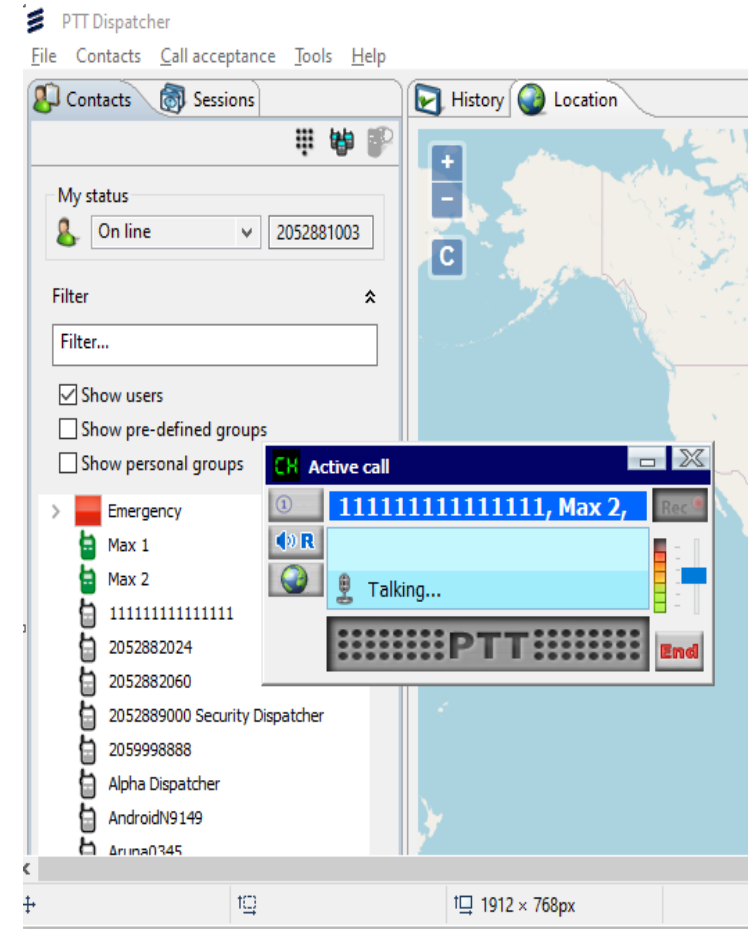 PTT Dispatcher
File Contacts Call acceptance Tools Help
Contacts Sessions
History Location
My status
On line 2052881003
Filter
Filter...
Show users
Show pre-defined groups
Show personal groups
Emergency
Max 1
Max 2
111111111111111
2052882024
2052882060
2052889000 Security Dispatcher
2059998888
Alpha Dispatcher
AndroidN9149
Aruna0345
+
−
C
CH Active call
1 111111111111111, Max 2, Rec
R
Talking...
PTT End
1912 × 768px